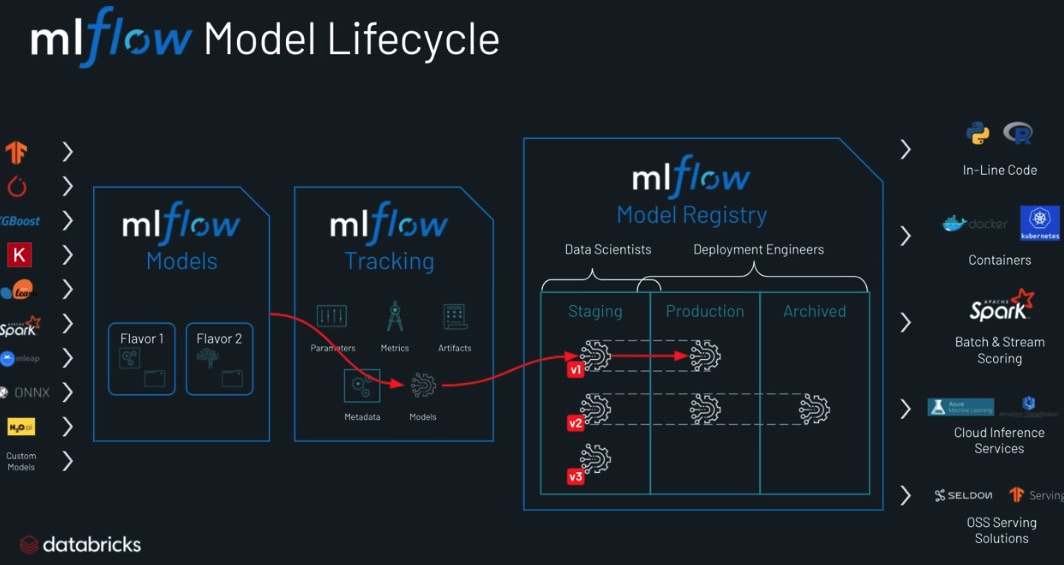 mlflow Model Lifecycle
XGBoost
K
learn
Spark
mleap
ONNX
H2O.ai
Custom
Models
mlflow
Models
Flavor 1
Flavor 2
mlflow
Tracking
Parameters
Metrics
Artifacts
Metadata
Models
mlflow
Model Registry
Data Scientists
Deployment Engineers
Staging
Production
Archived
v1
v2
v3
R
In-Line Code
docker
kubernetes
Containers
APACHE
Spark
Batch & Stream
Scoring
Azure
Machine Learning
Amazon SageMaker
Cloud Inference
Services
SELDON
Serving
OSS Serving
Solutions
databricks